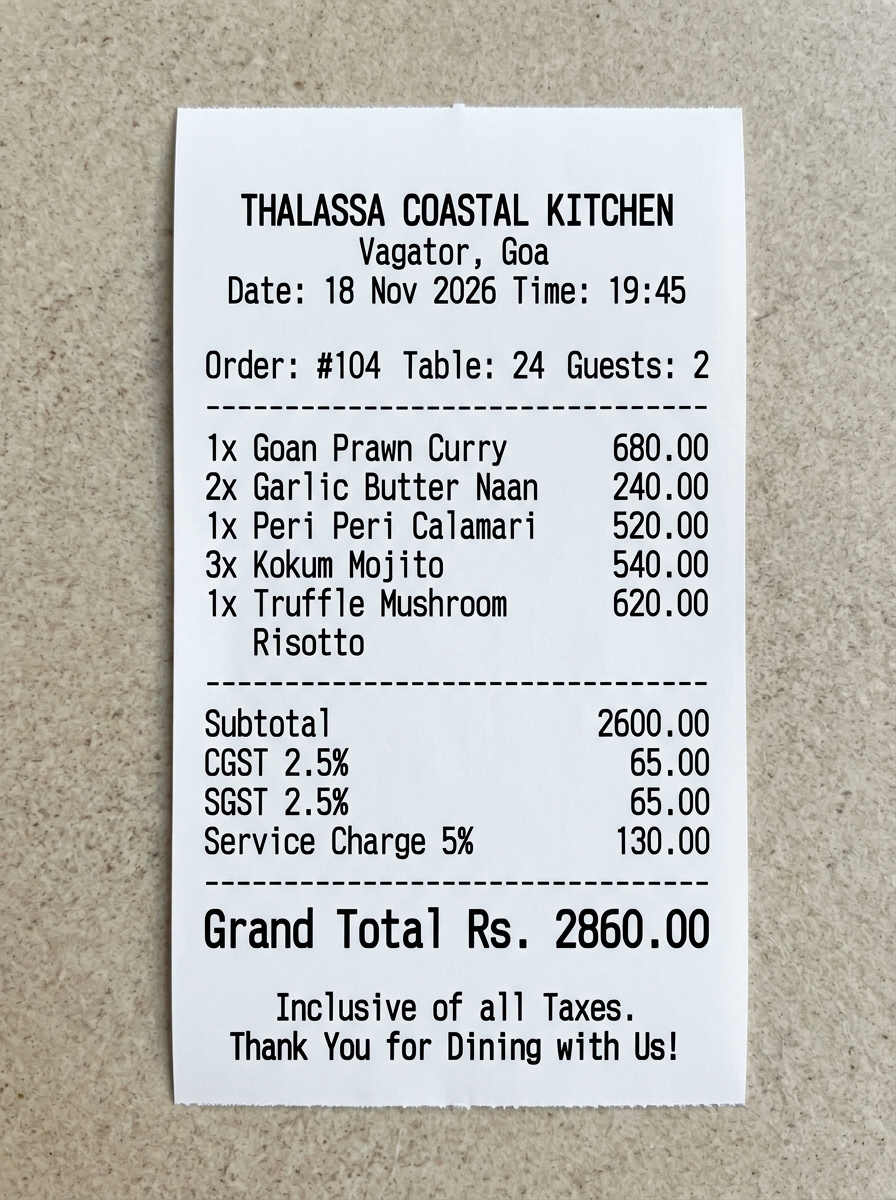 THALASSA COASTAL KITCHEN
Vagator, Goa
Date: 18 Nov 2026 Time: 19:45
Order: #104 Table: 24 Guests: 2
--------------------------------
1x Goan Prawn Curry 680.00
2x Garlic Butter Naan 240.00
1x Peri Peri Calamari 520.00
3x Kokum Mojito 540.00
1x Truffle Mushroom 620.00
Risotto
--------------------------------
Subtotal 2600.00
CGST 2.5% 65.00
SGST 2.5% 65.00
Service Charge 5% 130.00
--------------------------------
Grand Total Rs. 2860.00
Inclusive of all Taxes.
Thank You for Dining with Us!